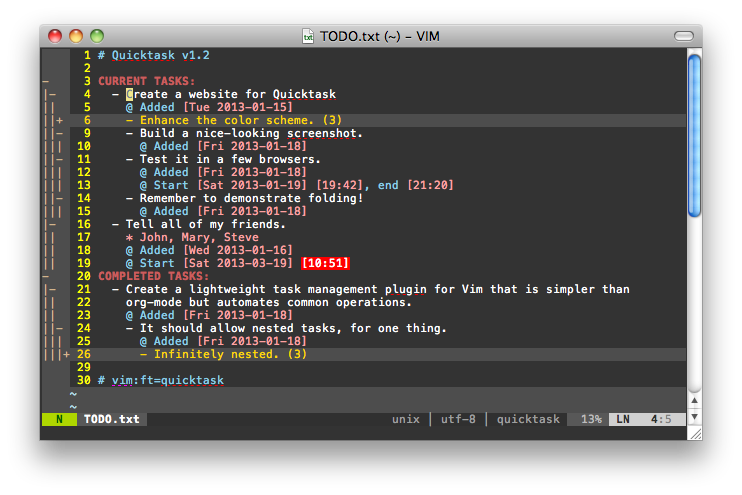 TODO.txt (~) – VIM
1 # Quicktask v1.2
2
- 3 CURRENT TASKS:
|- 4 - Create a website for Quicktask
|| 5 @ Added [Tue 2013-01-15]
||+ 6 - Enhance the color scheme. (3)
||- 9 - Build a nice-looking screenshot.
||| 10 @ Added [Fri 2013-01-18]
||- 11 - Test it in a few browsers.
||| 12 @ Added [Fri 2013-01-18]
||| 13 @ Start [Sat 2013-01-19] [19:42], end [21:20]
||- 14 - Remember to demonstrate folding!
||| 15 @ Added [Fri 2013-01-18]
|- 16 - Tell all of my friends.
|| 17 * John, Mary, Steve
|| 18 @ Added [Wed 2013-01-16]
|| 19 @ Start [Sat 2013-03-19] [10:51]
- 20 COMPLETED TASKS:
|- 21 - Create a lightweight task management plugin for Vim that is simpler than
|| 22 org-mode but automates common operations.
|| 23 @ Added [Fri 2013-01-18]
||- 24 - It should allow nested tasks, for one thing.
||| 25 @ Added [Fri 2013-01-18]
|||+ 26 - Infinitely nested. (3)
29
30 # vim:ft=quicktask
~
~
N TODO.txt unix | utf-8 | quicktask 13% LN 4:5